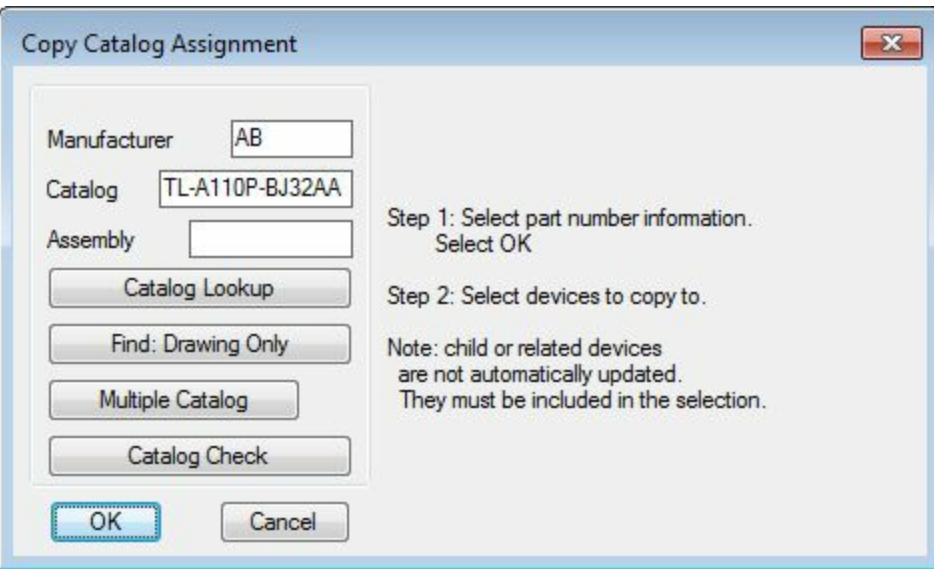 Copy Catalog Assignment
Manufacturer AB
Catalog TL-A110P-BJ32AA
Assembly
Catalog Lookup
Find: Drawing Only
Multiple Catalog
Catalog Check
OK Cancel
Step 1: Select part number information.
Select OK
Step 2: Select devices to copy to.
Note: child or related devices
are not automatically updated.
They must be included in the selection.